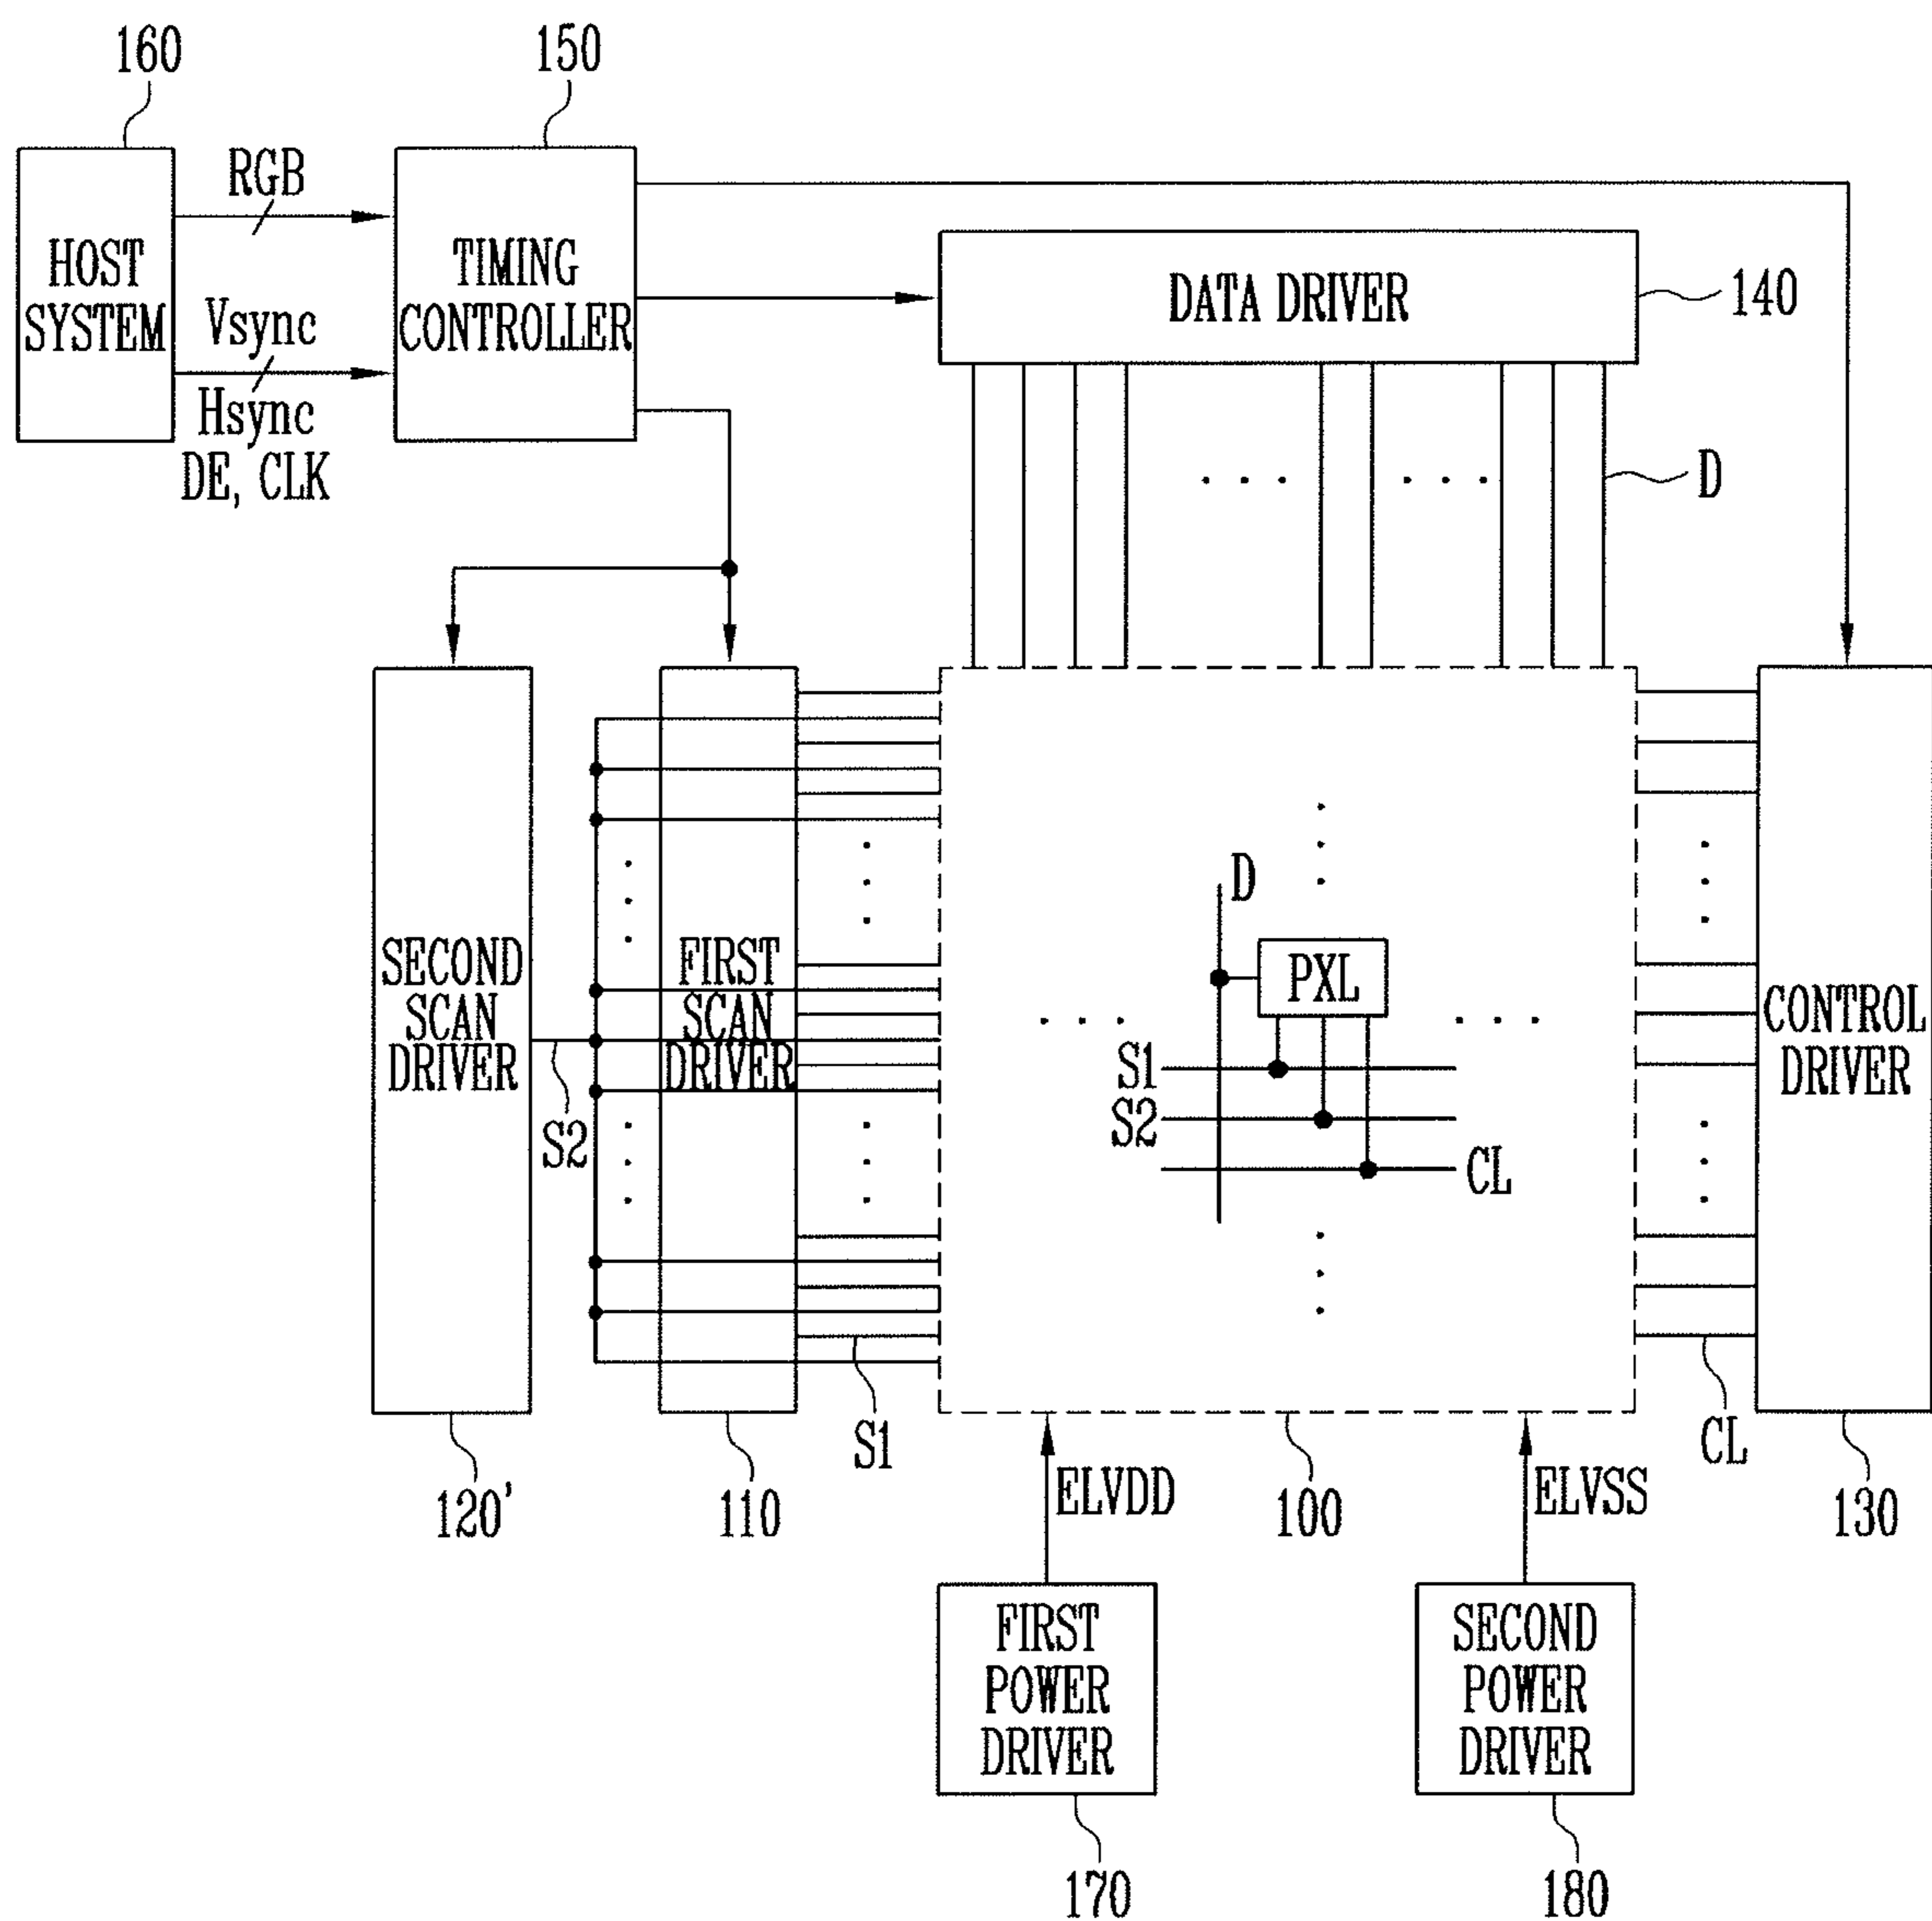 160
150
HOST
SYSTEM
RGB
Vsync
Hsync
DE, CLK
TIMING
CONTROLLER
DATA DRIVER
140
D
SECOND
SCAN
DRIVER
S2
FIRST
SCAN
DRIVER
D
PXL
S1
S2
CL
CONTROL
DRIVER
120'
110
S1
ELVDD
100
ELVSS
CL
130
FIRST
POWER
DRIVER
SECOND
POWER
DRIVER
170
180